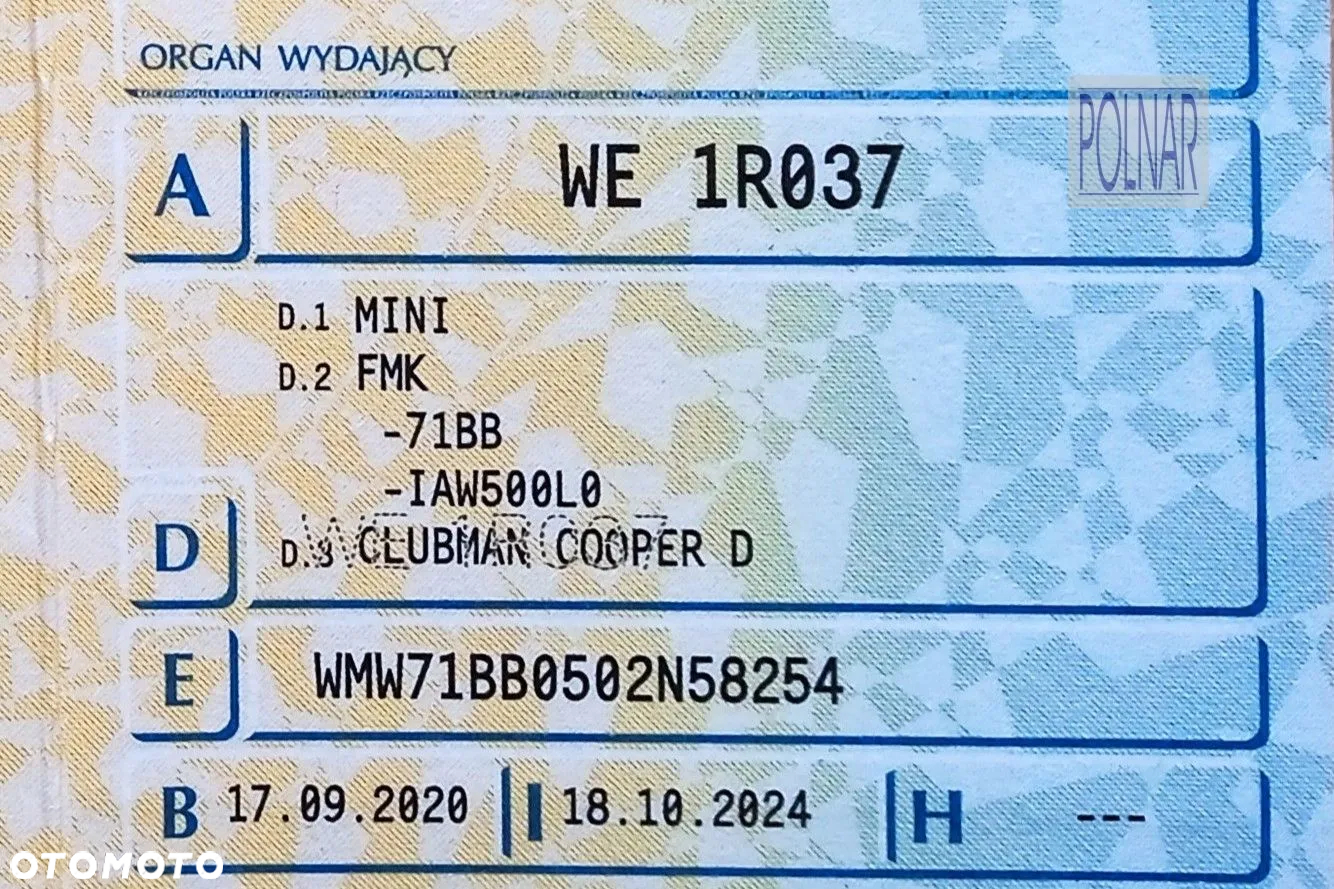 ORGAN WYDAJĄCY
POLNAR
A WE 1R037
D.1 MINI
D.2 FMK
-71BB
-IAW500L0
D D.3 CLUBMAN COOPER D
E WMW71BB0502N58254
B 17.09.2020 I 18.10.2024 H ---
OTOMOTO